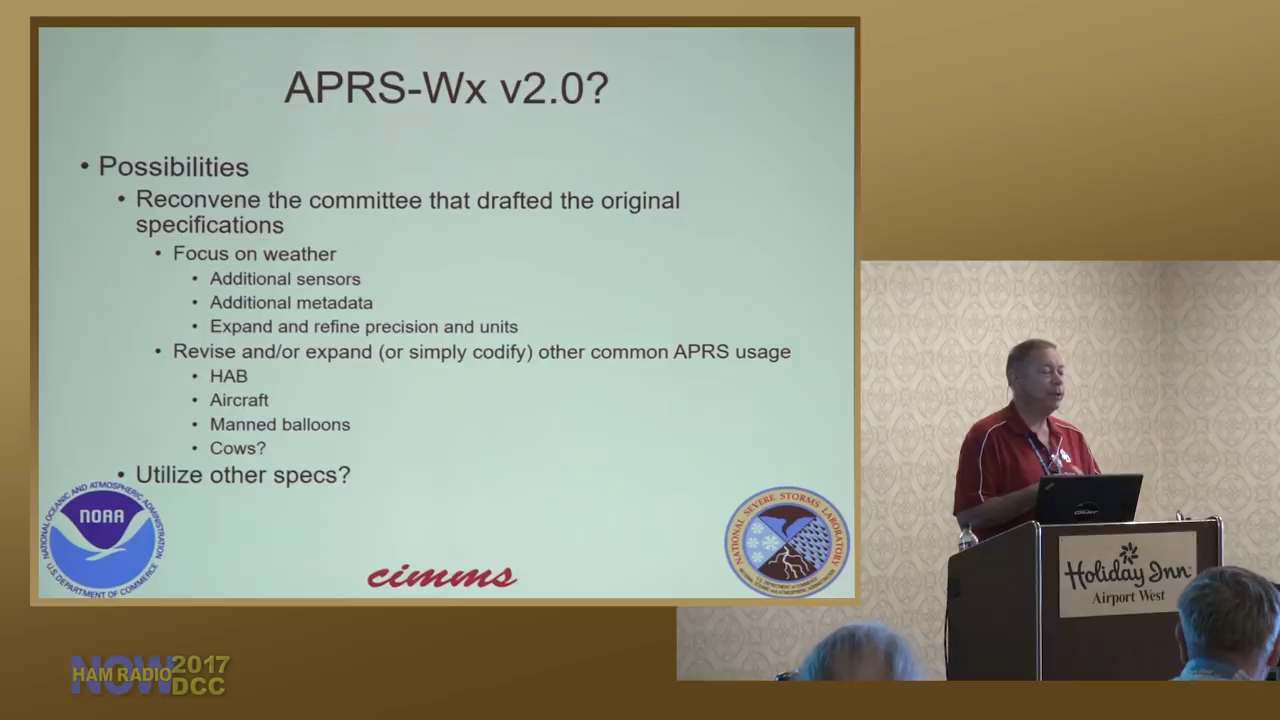 APRS-Wx v2.0?
• Possibilities
• Reconvene the committee that drafted the original
specifications
• Focus on weather
• Additional sensors
• Additional metadata
• Expand and refine precision and units
• Revise and/or expand (or simply codify) other common APRS usage
• HAB
• Aircraft
• Manned balloons
• Cows?
• Utilize other specs?
NATIONAL OCEANIC AND ATMOSPHERIC ADMINISTRATION
NOAA
U.S. DEPARTMENT OF COMMERCE
cimms
NATIONAL SEVERE STORMS LABORATORY
Holiday Inn
Airport West
NOW
HAM RADIO
2017
DCC